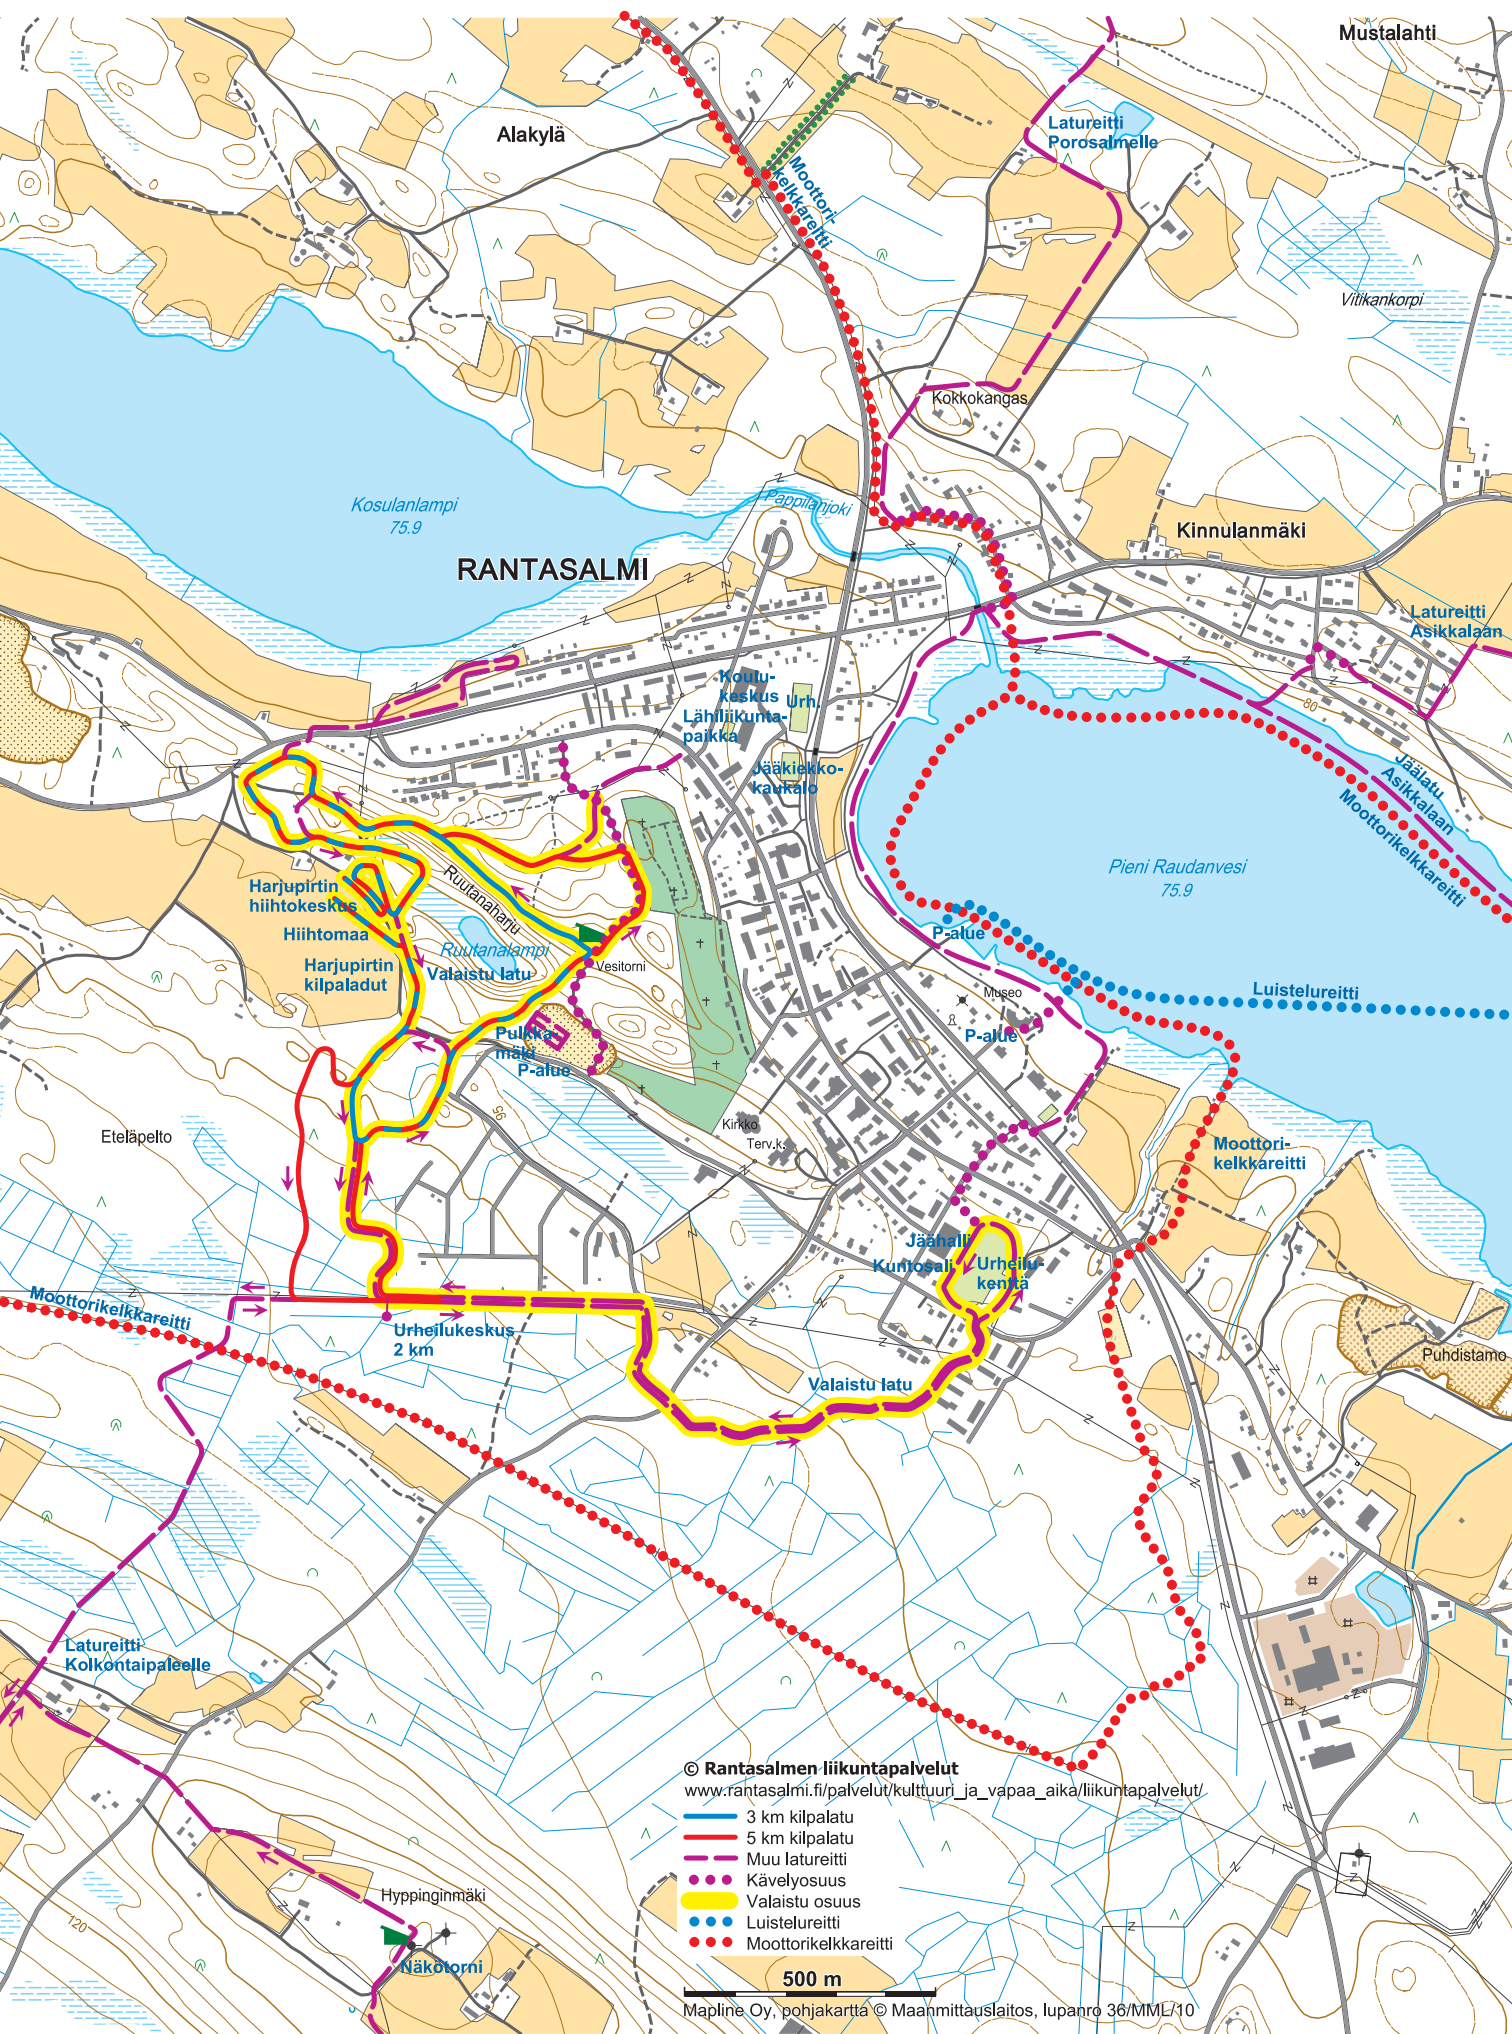 Mustalahti
Alakylä
Latureitti
Porosalmelle
Moottori-
kelkkareitti
Vitikankorpi
Kokkokangas
Kosulanlampi
75.9
Pappilanjoki
Kinnulanmäki
RANTASALMI
Latureitti
Asikkalaan
Koulu-
keskus
Urh.
Lähiliikunta-
paikka
80
Jääkiekko-
kaukalo
Jäälatu
Asikkalaan
Moottorikelkkareitti
Pieni Raudanvesi
75.9
Harjupirtin
hiihtokeskus
Ruutanaharju
Hiihtomaa
Ruutanalampi
Harjupirtin
kilpaladut
Valaistu latu
Vesitorni
P-alue
Museo
Luistelureitti
Pulkka-
mäki
P-alue
P-alue
95
Eteläpelto
Kirkko
Terv.k.
Moottori-
kelkkareitti
Jäähalli
Kuntosali
Urheilu-
kenttä
Moottorikelkkareitti
Urheilukeskus
2 km
Valaistu latu
Puhdistamo
Latureitti
Kolkontaipaleelle
© Rantasalmen liikuntapalvelut
www.rantasalmi.fi/palvelut/kulttuuri_ja_vapaa_aika/liikuntapalvelut/
3 km kilpalatu
5 km kilpalatu
Muu latureitti
Kävelyosuus
Valaistu osuus
Luistelureitti
Moottorikelkkareitti
Hyppinginmäki
120
Näkötorni
500 m
Mapline Oy, pohjakartta © Maanmittauslaitos, lupanro 36/MML/10